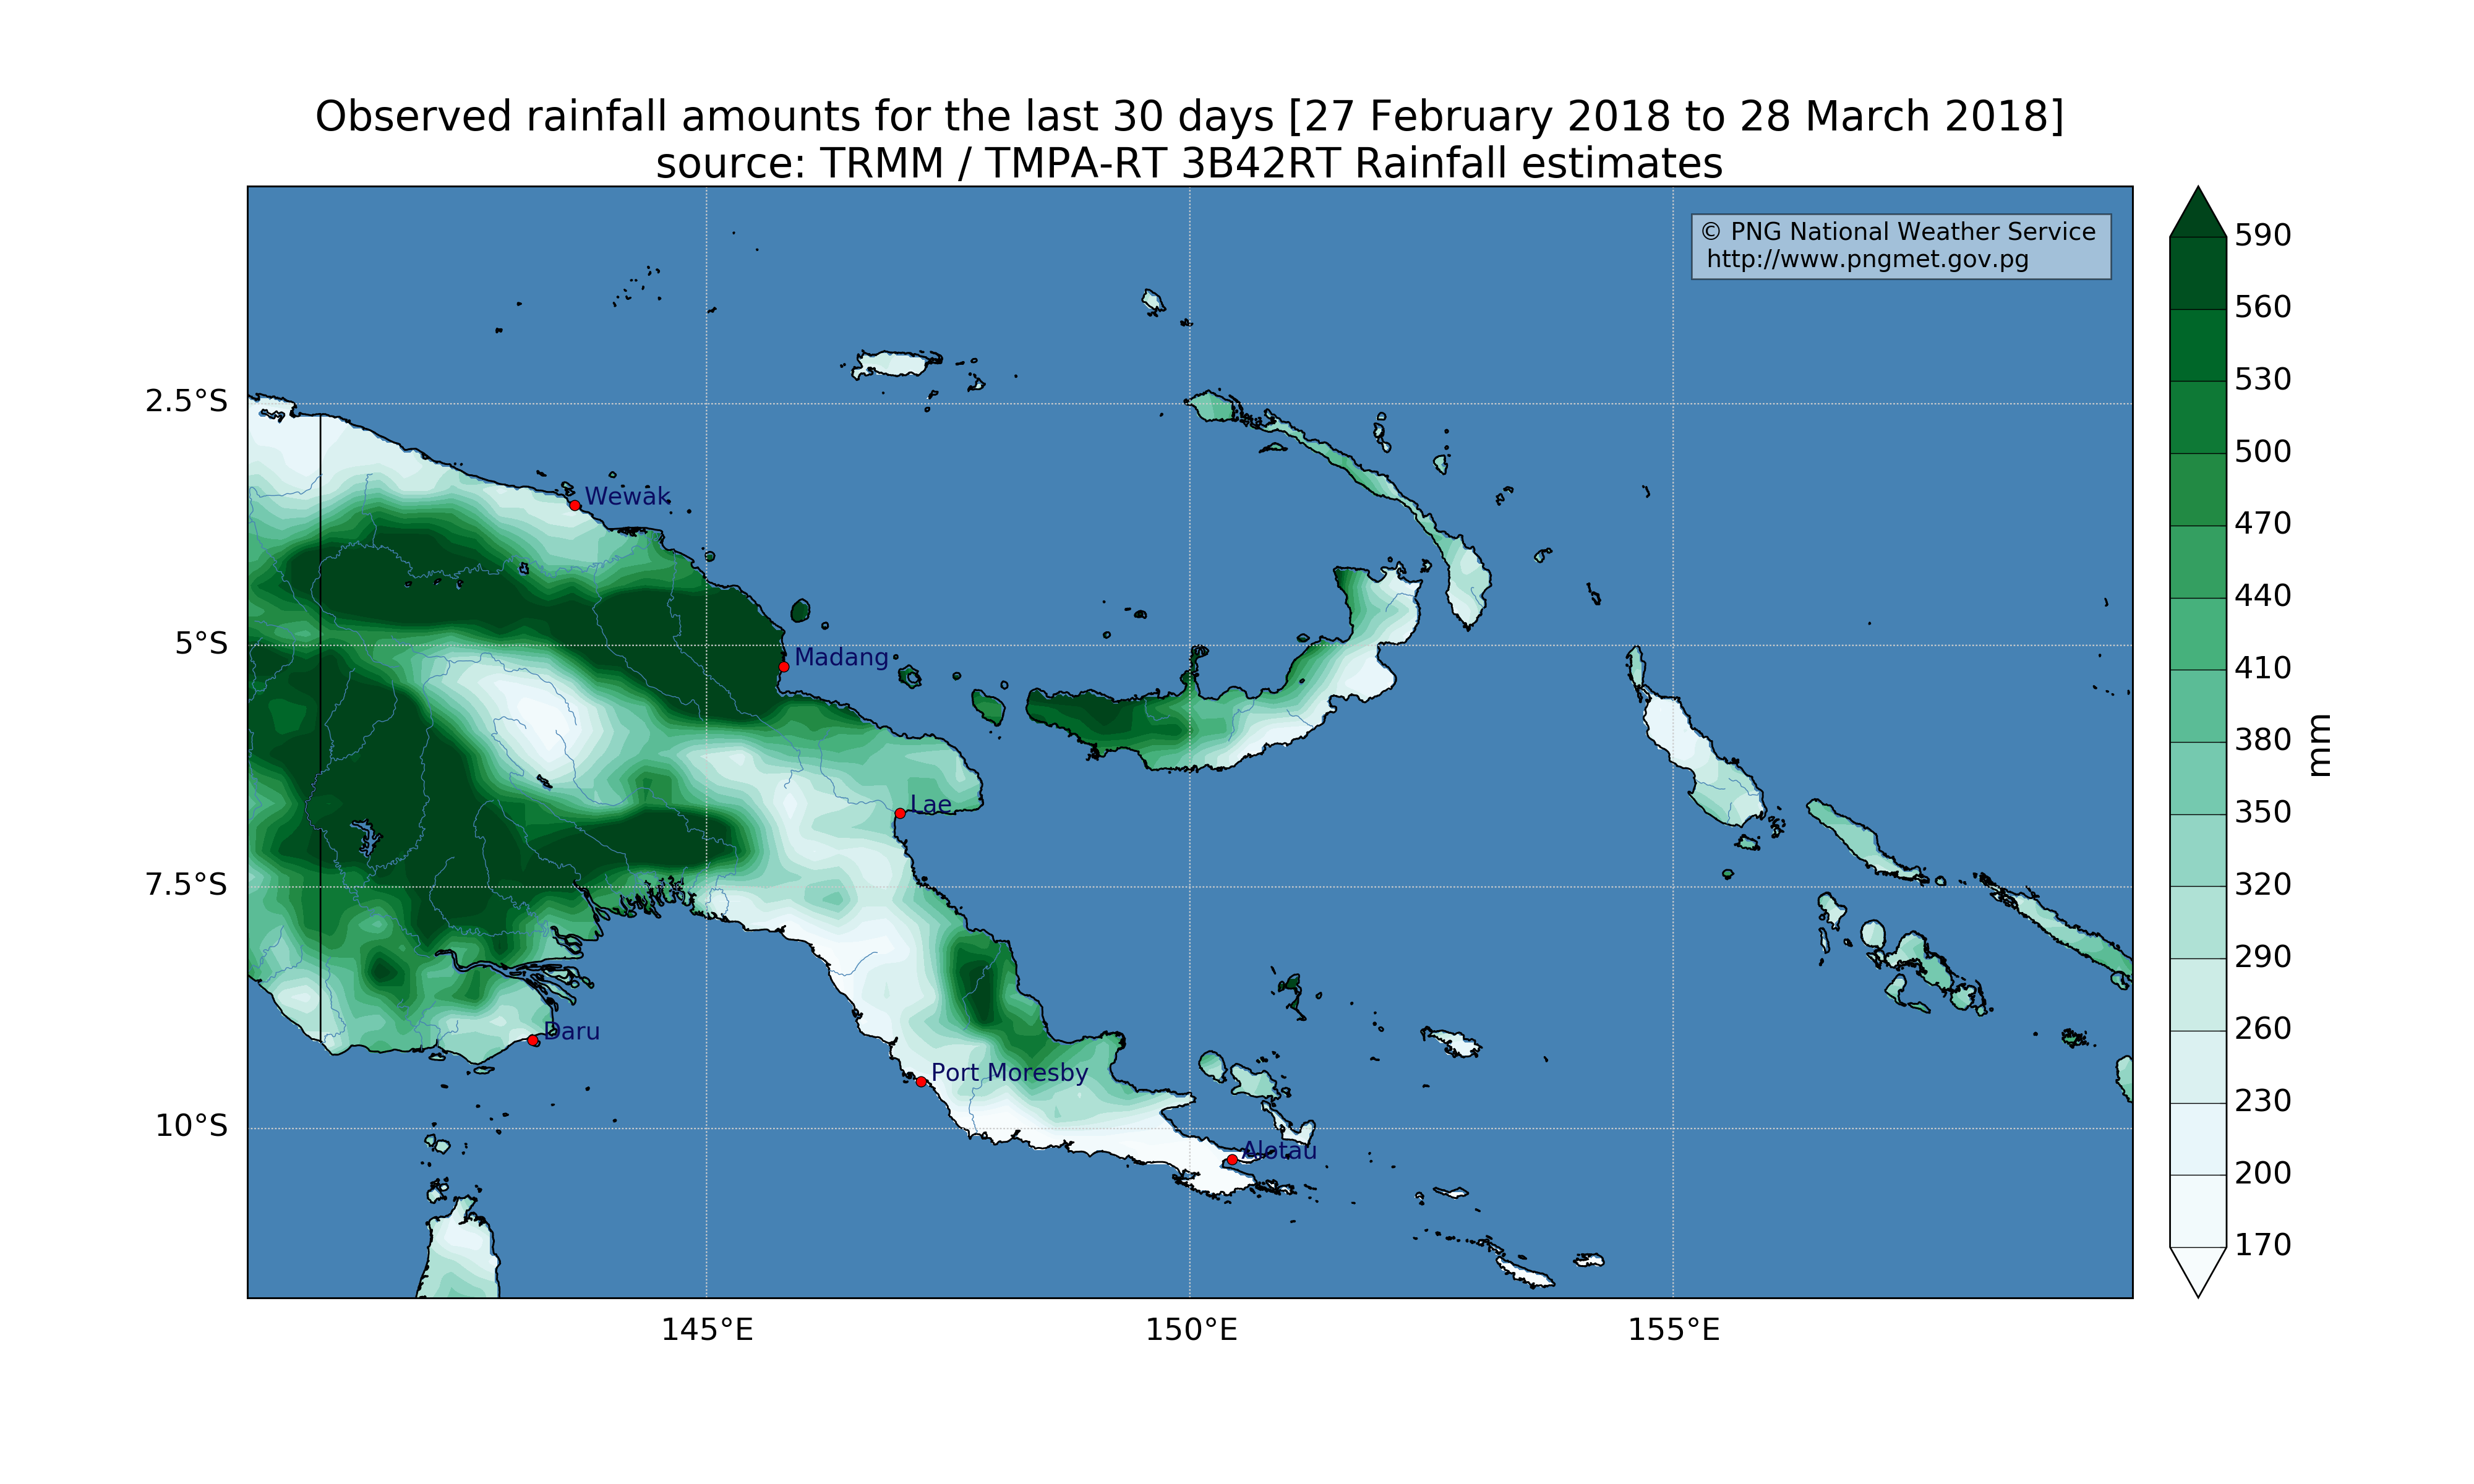 Observed rainfall amounts for the last 30 days [27 February 2018 to 28 March 2018]
source: TRMM / TMPA-RT 3B42RT Rainfall estimates
© PNG National Weather Service
http://www.pngmet.gov.pg
590
560
530
500
470
440
410
380
350
320
290
260
230
200
170
mm
2.5°S
5°S
7.5°S
10°S
Wewak
Madang
Lae
Daru
Port Moresby
Alotau
145°E
150°E
155°E